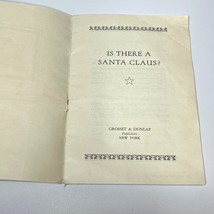 IS THERE A
SANTA CLAUS?
GROSSET & DUNLAP
Publishers
NEW YORK